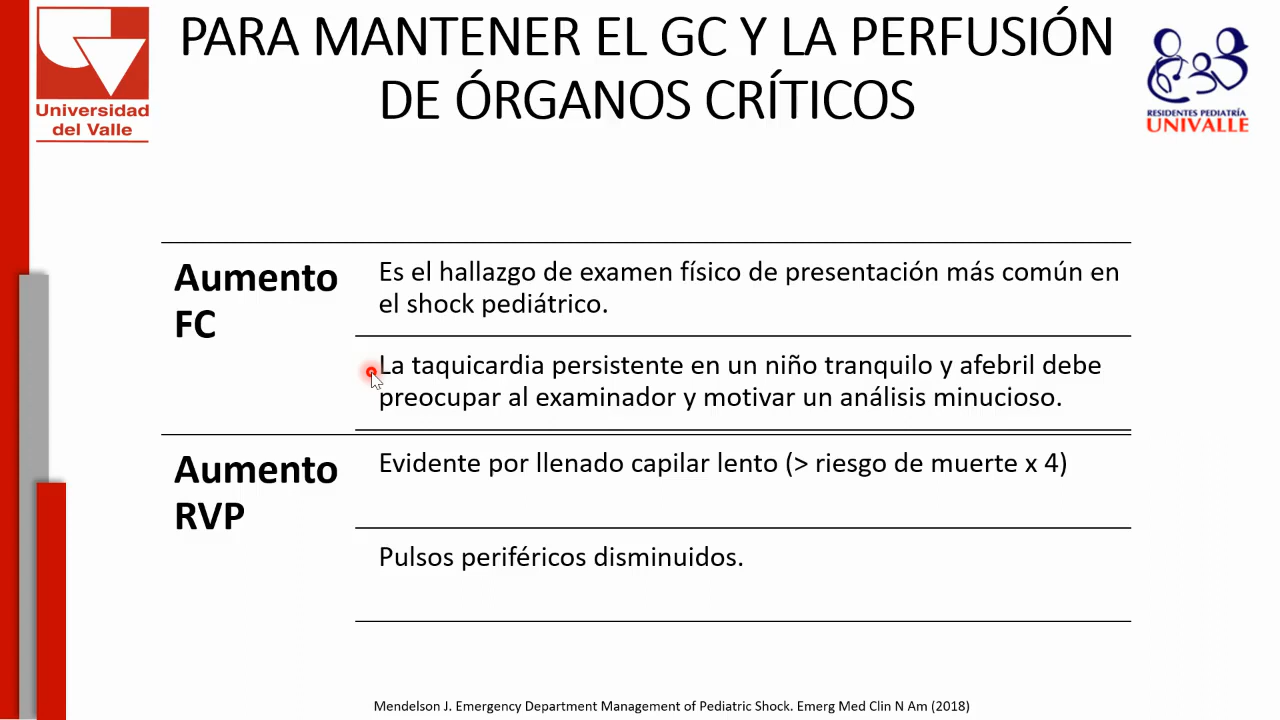 PARA MANTENER EL GC Y LA PERFUSIÓN
DE ÓRGANOS CRÍTICOS
Universidad
del Valle
RESIDENTES PEDIATRÍA
UNIVALLE
Aumento
FC
Es el hallazgo de examen físico de presentación más común en
el shock pediátrico.
La taquicardia persistente en un niño tranquilo y afebril debe
preocupar al examinador y motivar un análisis minucioso.
Aumento
RVP
Evidente por llenado capilar lento (> riesgo de muerte x 4)
Pulsos periféricos disminuidos.
Mendelson J. Emergency Department Management of Pediatric Shock. Emerg Med Clin N Am (2018)